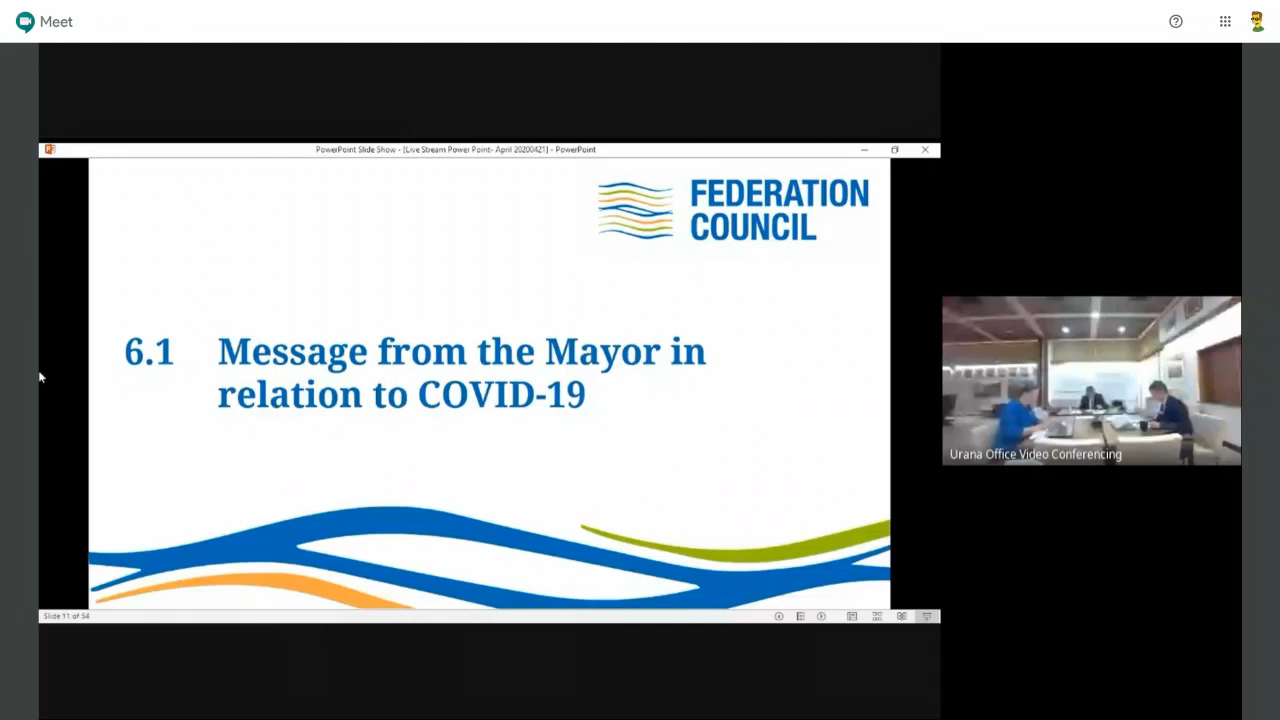 Meet
PowerPoint Slide Show - [Live Stream Power Point- April 20200421] - PowerPoint
FEDERATION
COUNCIL
6.1 Message from the Mayor in
relation to COVID-19
Urana Office Video Conferencing
Slide 11 of 54